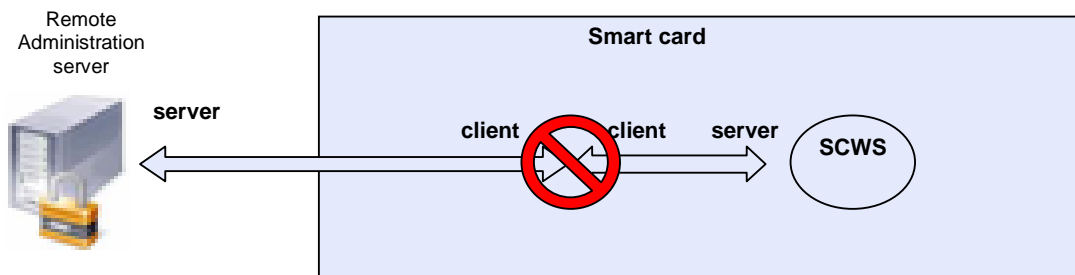 Remote
Administration
server
Smart card
server
client
client
server
SCWS